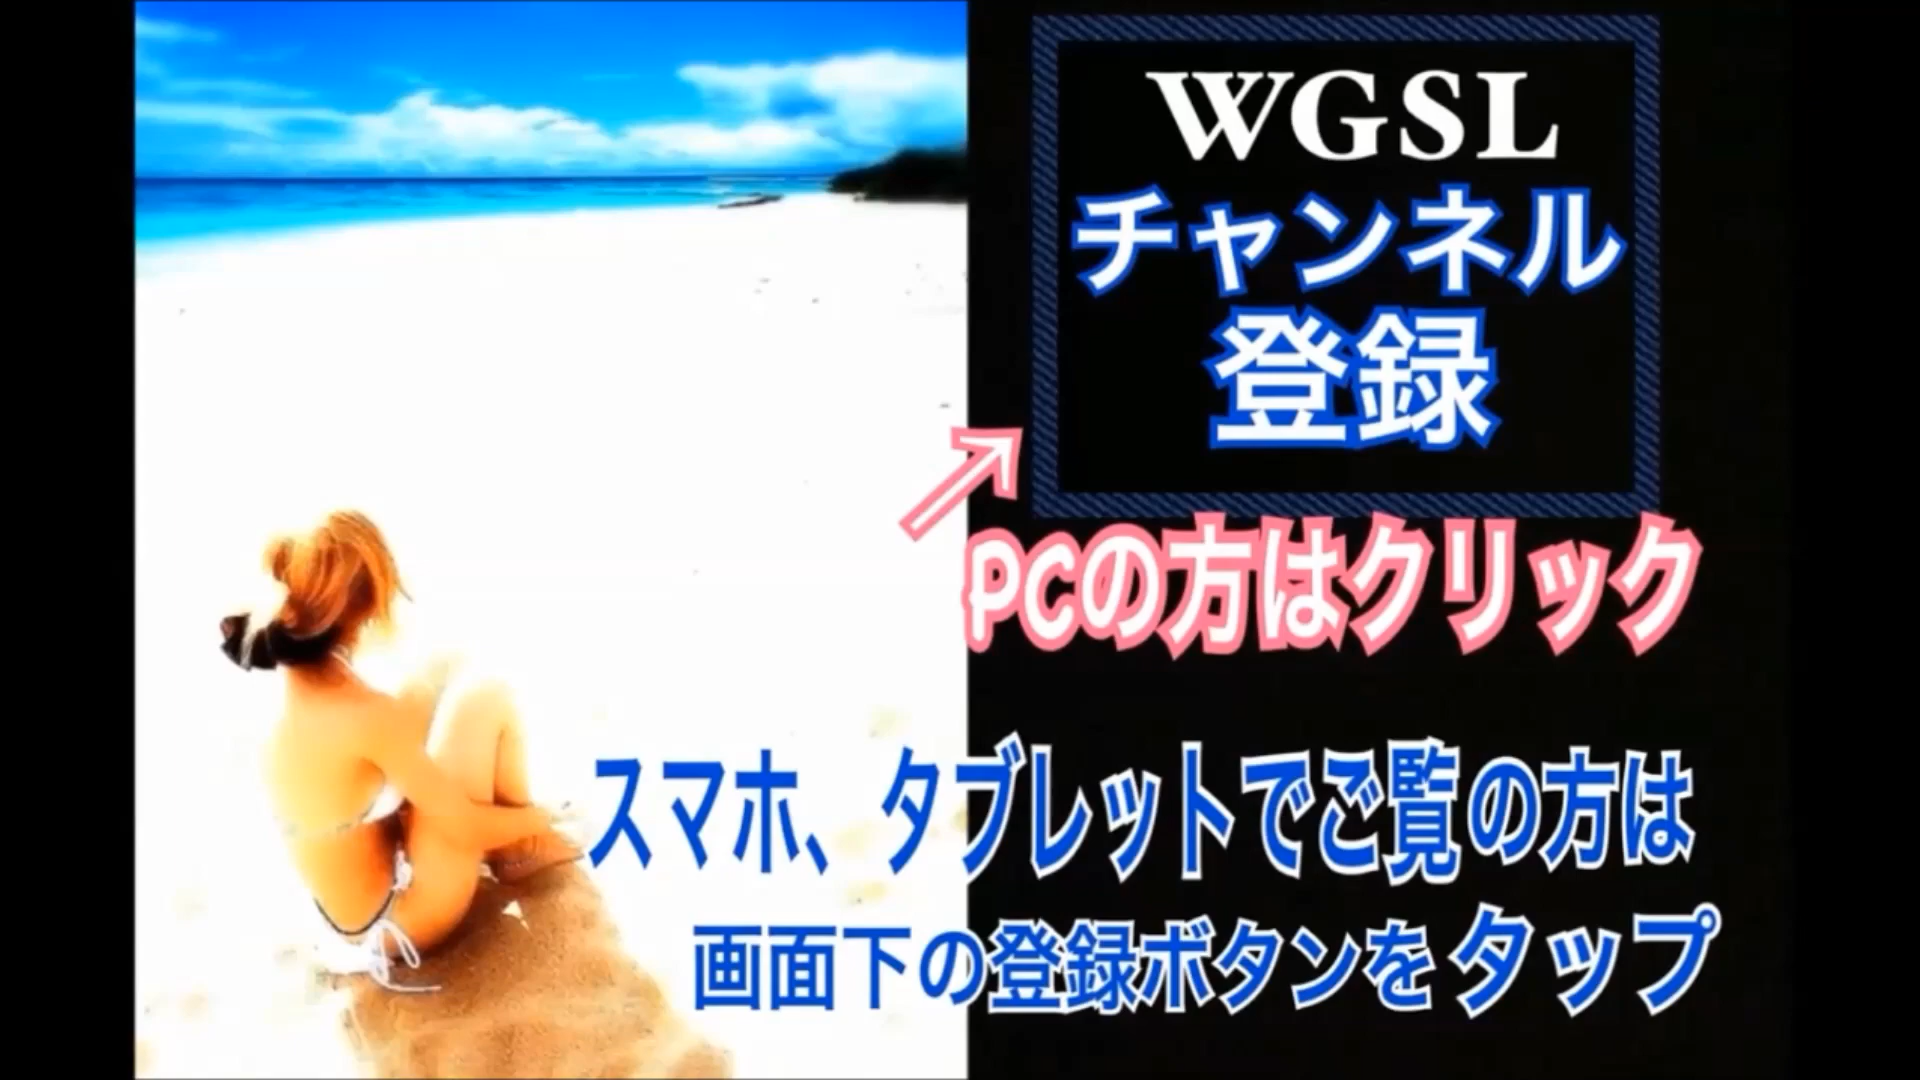 WGSL
チャンネル
登録
PCの方はクリック
スマホ、タブレットでご覧の方は
画面下の登録ボタンをタップ